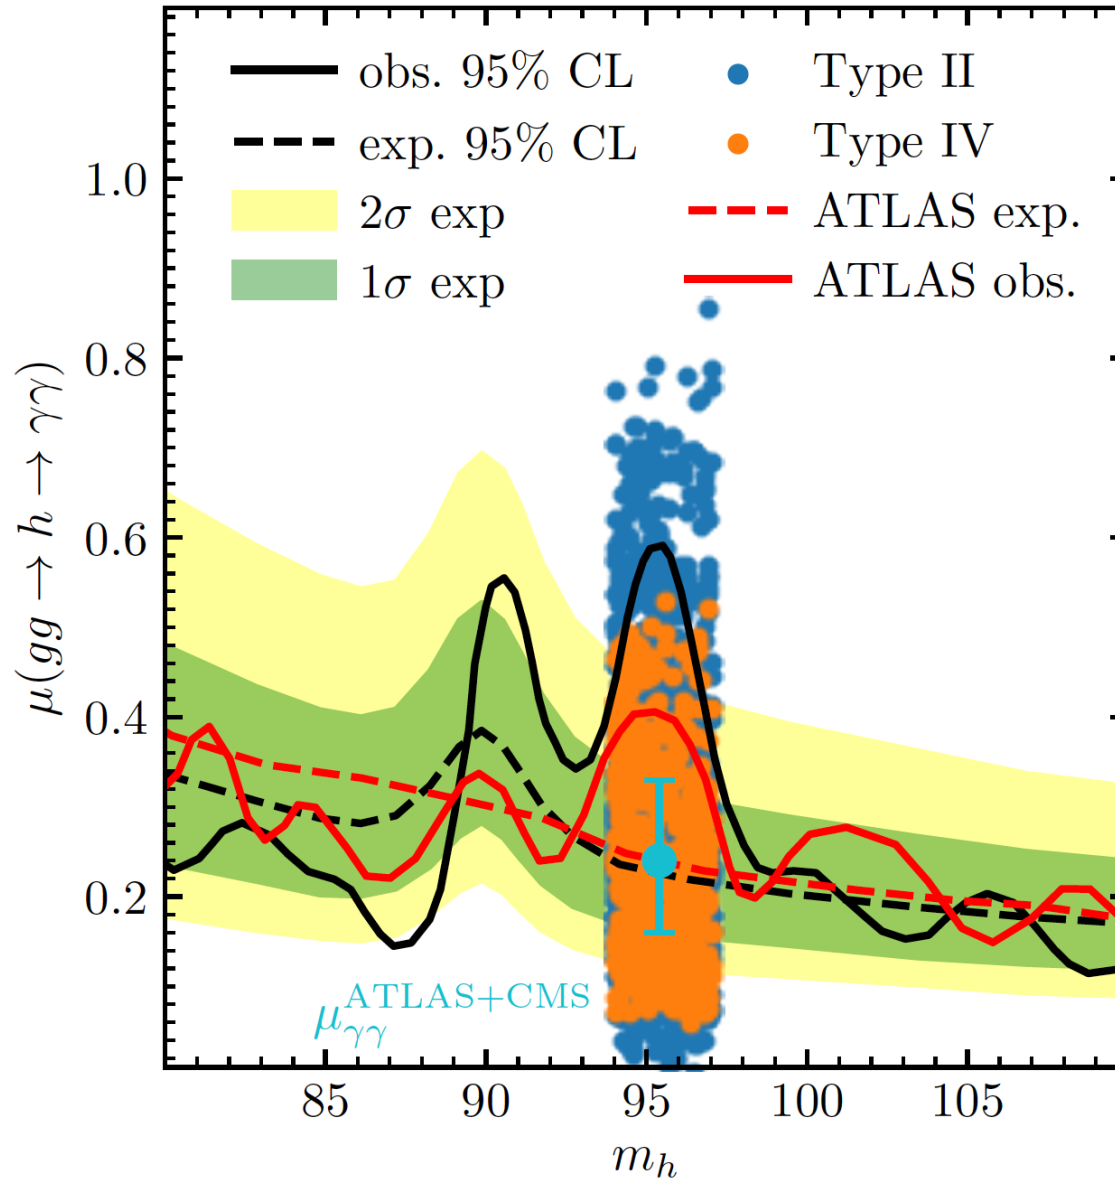 obs. 95% CL
exp. 95% CL
2σ exp
1σ exp
Type II
Type IV
ATLAS exp.
ATLAS obs.
1.0
0.8
0.6
0.4
0.2
μ(gg → h → γγ)
μγγ^ATLAS+CMS
85 90 95 100 105
m_h